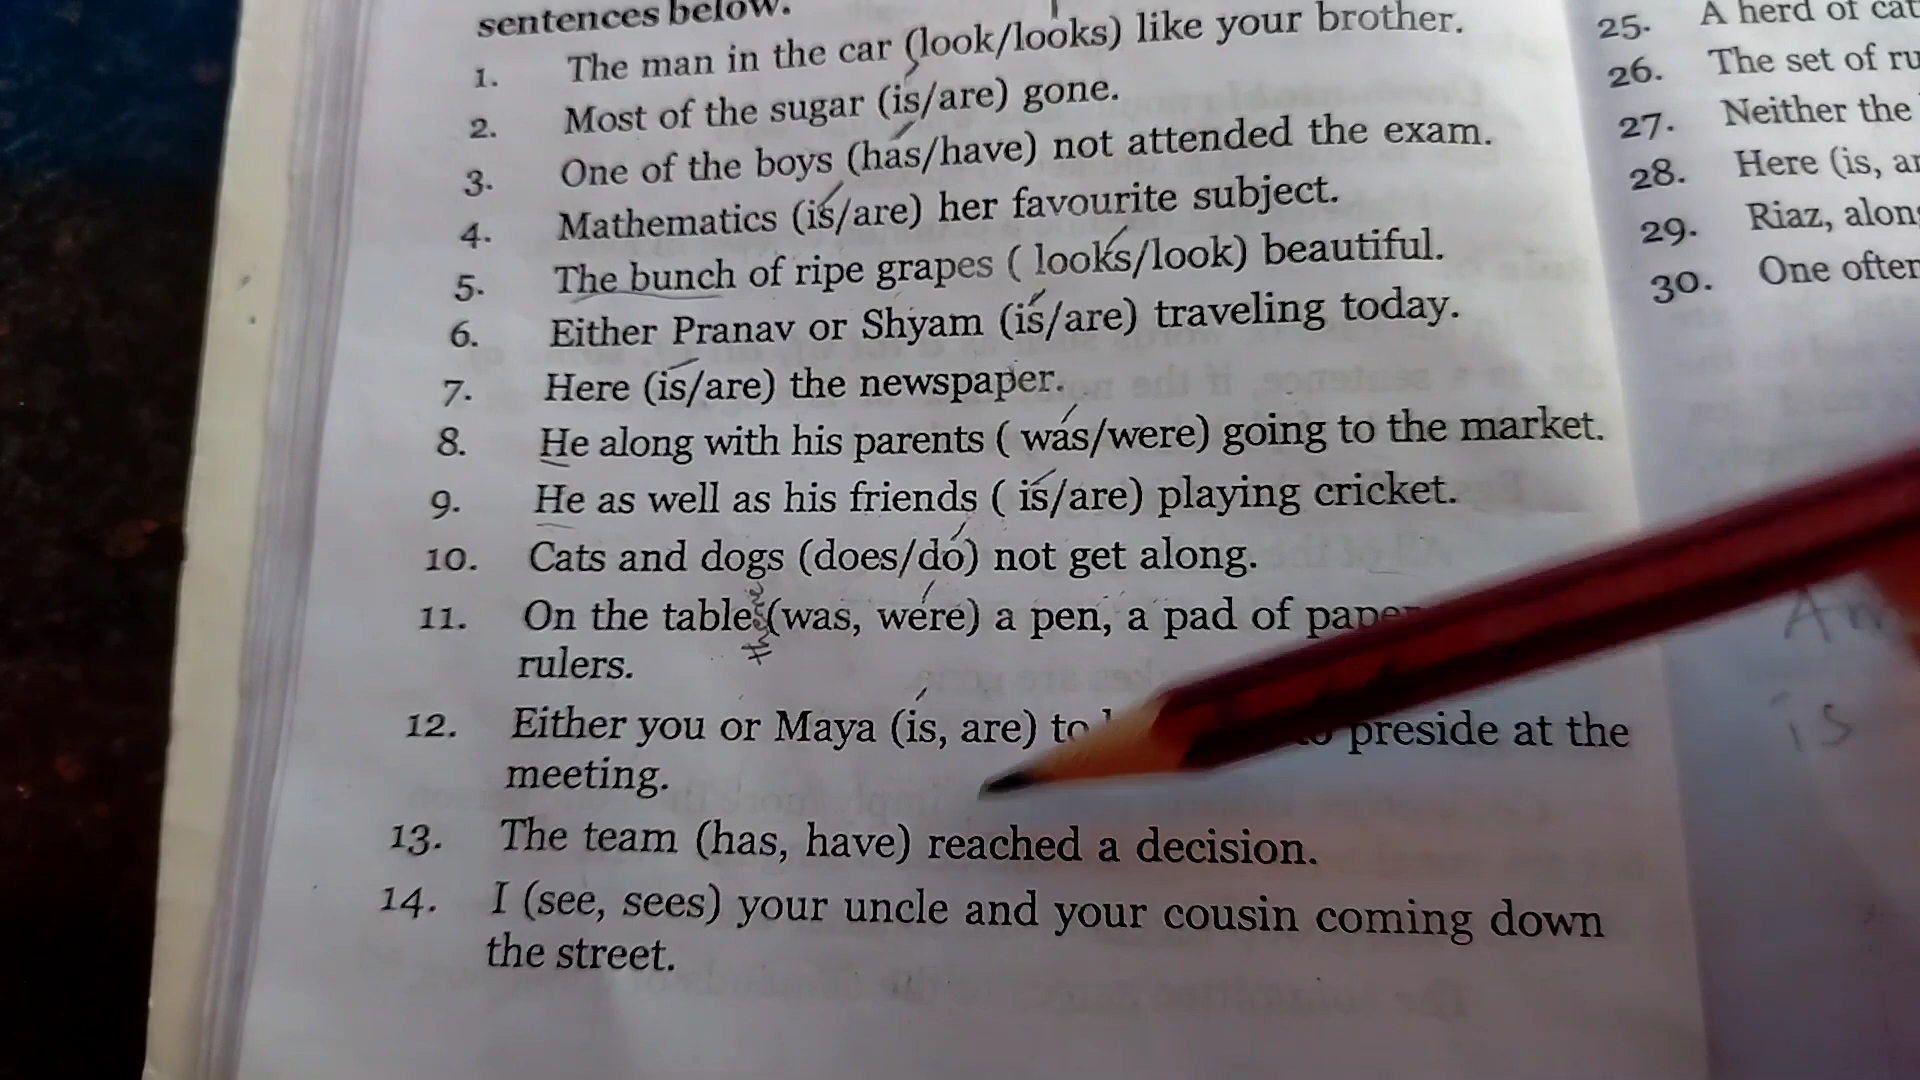 sentences below.
1. The man in the car (look/looks) like your brother.
2. Most of the sugar (is/are) gone.
3. One of the boys (has/have) not attended the exam.
4. Mathematics (is/are) her favourite subject.
5. The bunch of ripe grapes ( looks/look) beautiful.
6. Either Pranav or Shyam (is/are) traveling today.
7. Here (is/are) the newspaper.
8. He along with his parents ( was/were) going to the market.
9. He as well as his friends ( is/are) playing cricket.
10. Cats and dogs (does/do) not get along.
there
11. On the table (was, were) a pen, a pad of paper
rulers.
12. Either you or Maya (is, are) to preside at the
meeting.
13. The team (has, have) reached a decision.
14. I (see, sees) your uncle and your cousin coming down
the street.
25. A herd of
26. The set of
27. Neither the
28. Here (is,
29. Riaz,
30. One
is